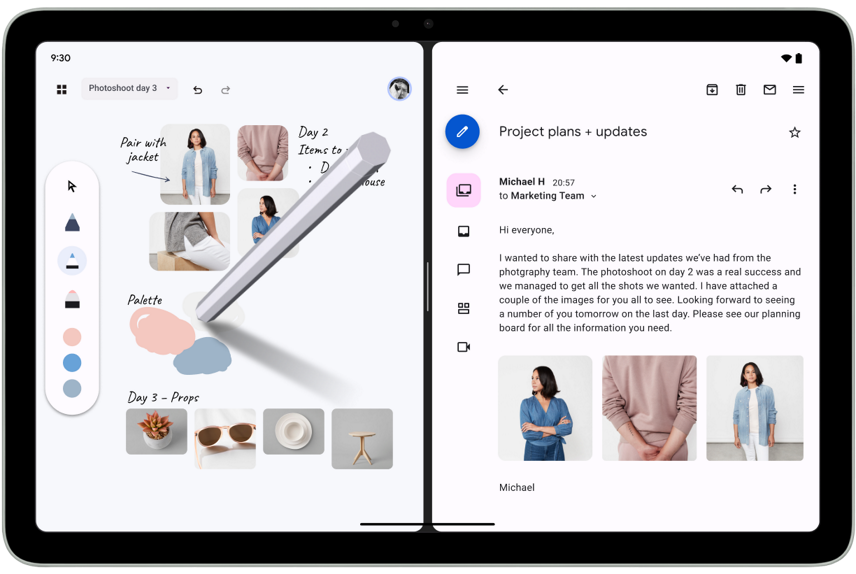 9:30
Photoshoot day 3
Pair with
jacket
Day 2
Items to
Day 3 – Props
Palette
Project plans + updates
Michael H 20:57
to Marketing Team
Hi everyone,
I wanted to share with the latest updates we've had from the
photgraphy team. The photoshoot on day 2 was a real success and
we managed to get all the shots we wanted. I have attached a
couple of the images for you all to see. Looking forward to seeing
a number of you tomorrow on the last day. Please see our planning
board for all the information you need.
Michael